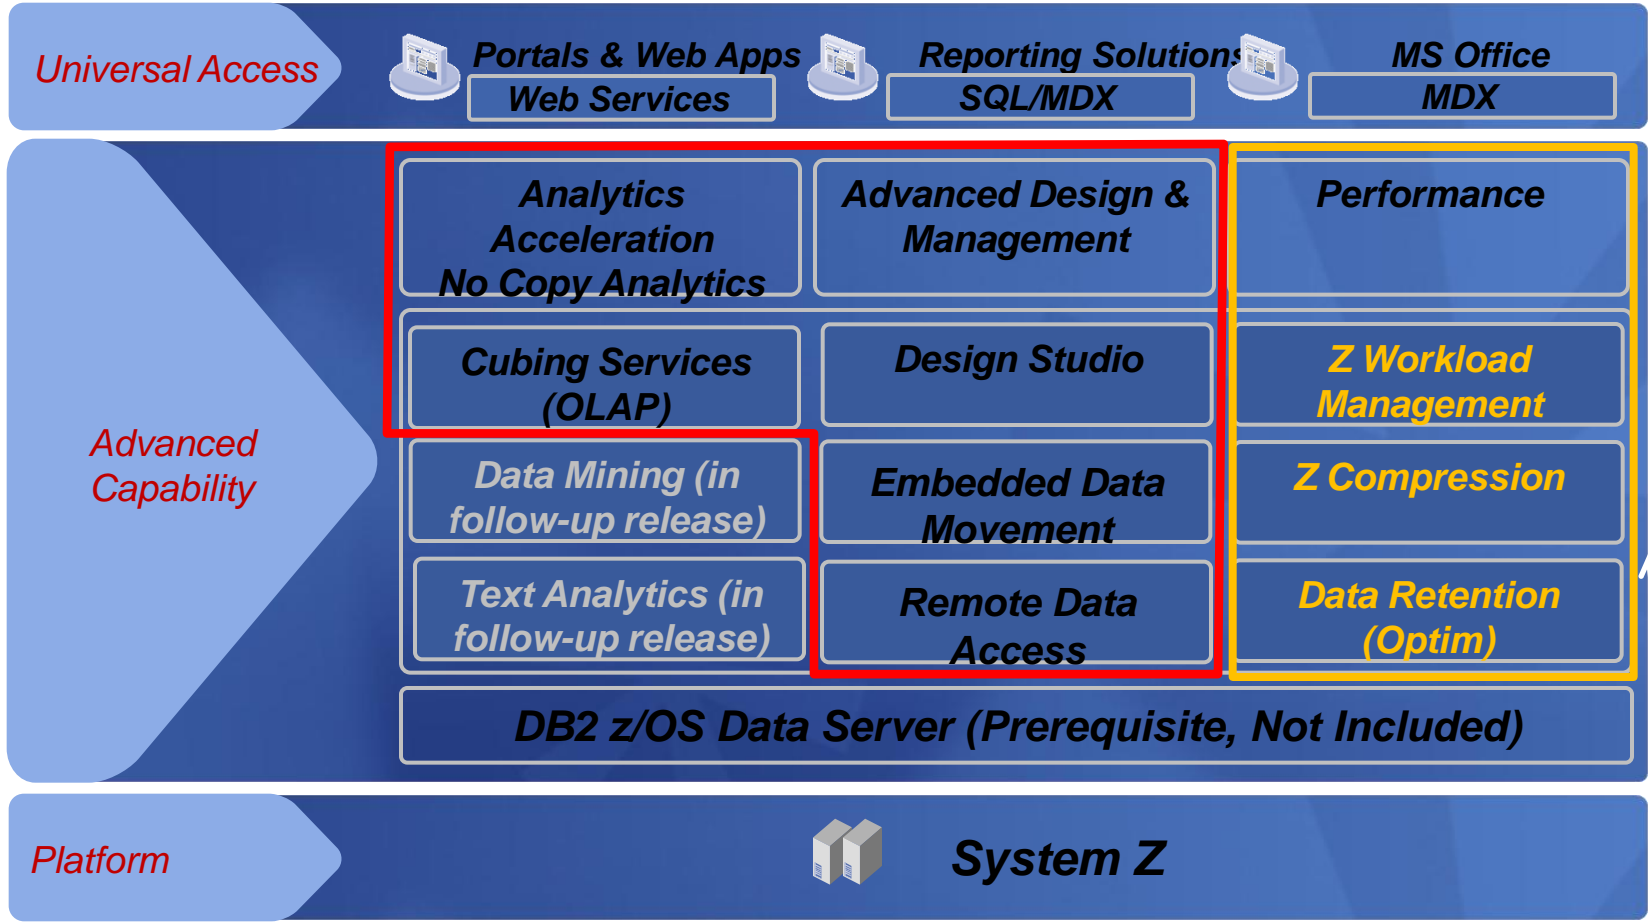 Universal Access
Portals & Web Apps
Web Services
Reporting Solutions
SQL/MDX
MS Office
MDX
Advanced
Capability
Analytics
Acceleration
No Copy Analytics
Advanced Design &
Management
Performance
Cubing Services
(OLAP)
Design Studio
Z Workload
Management
Data Mining (in
follow-up release)
Embedded Data
Movement
Z Compression
Text Analytics (in
follow-up release)
Remote Data
Access
Data Retention
(Optim)
DB2 z/OS Data Server (Prerequisite, Not Included)
Platform
System Z